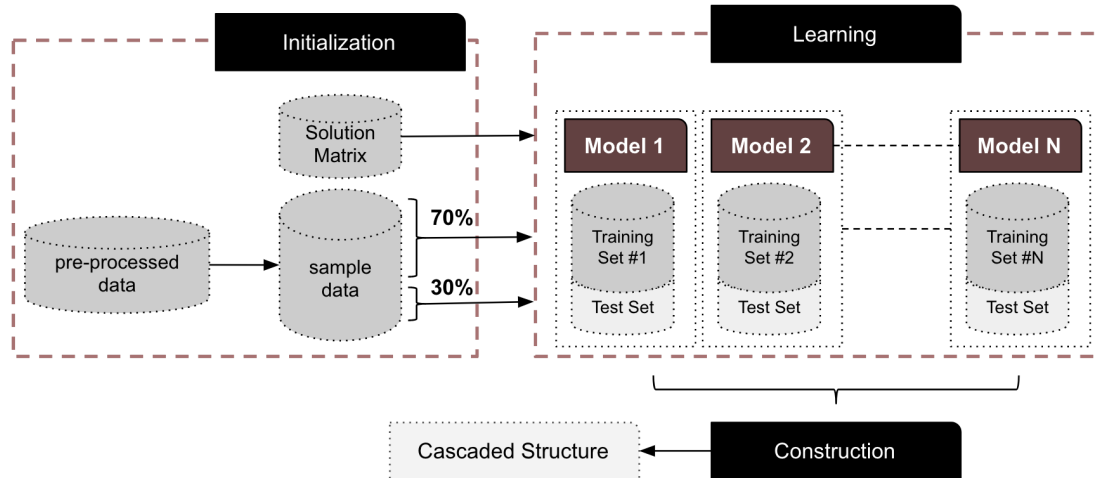 Initialization
Learning
Solution
Matrix
Model 1
Model 2
Model N
70%
pre-processed
data
sample
data
30%
Training
Set #1
Training
Set #2
Training
Set #N
Test Set
Test Set
Test Set
Cascaded Structure
Construction